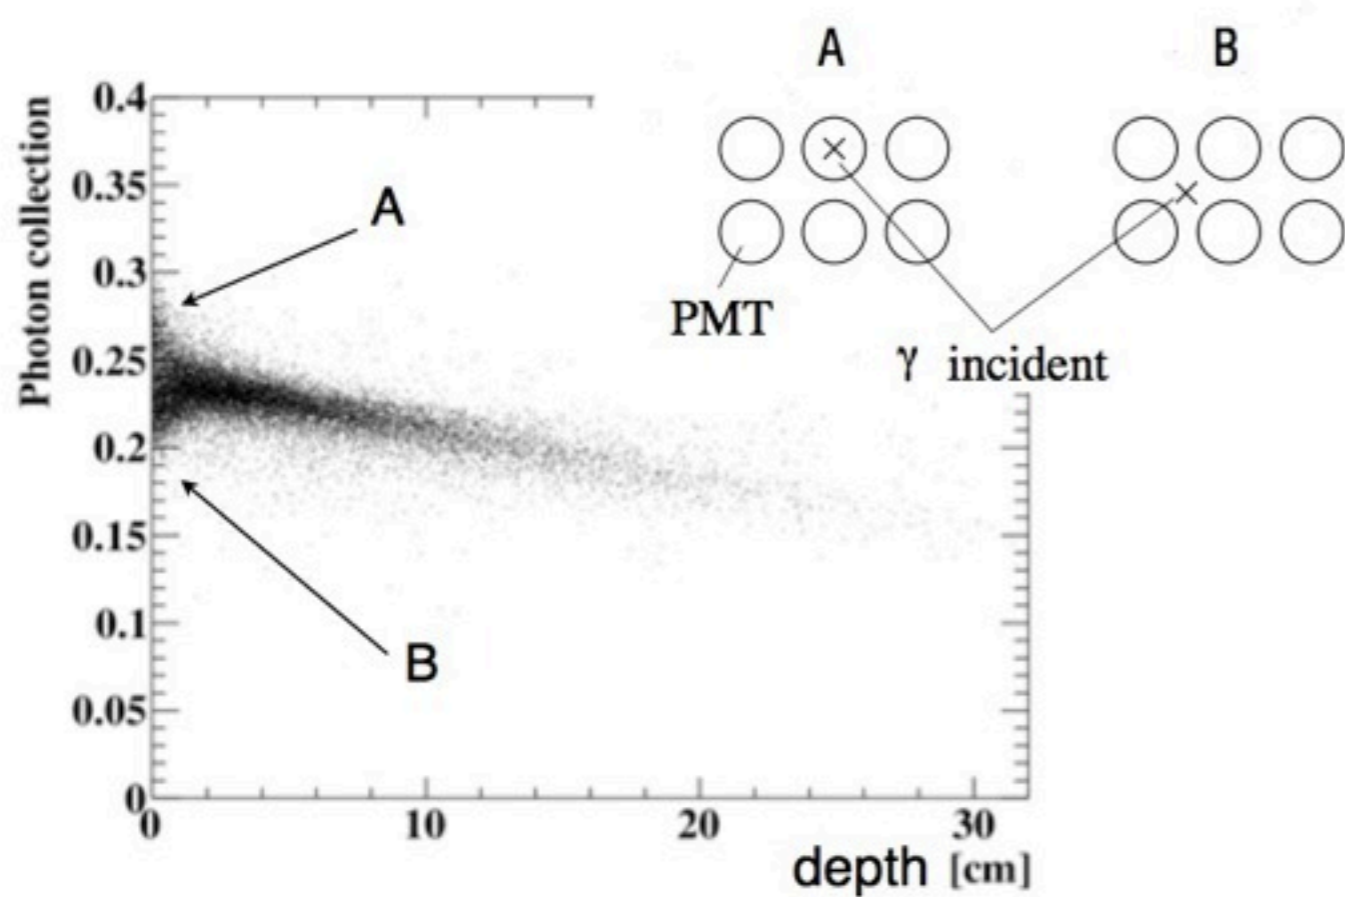 A B
0.4
0.35
0.3
0.25
0.2
0.15
0.1
0.05
0
Photon collection
A
B
PMT
γ incident
0 10 20 30
depth [cm]